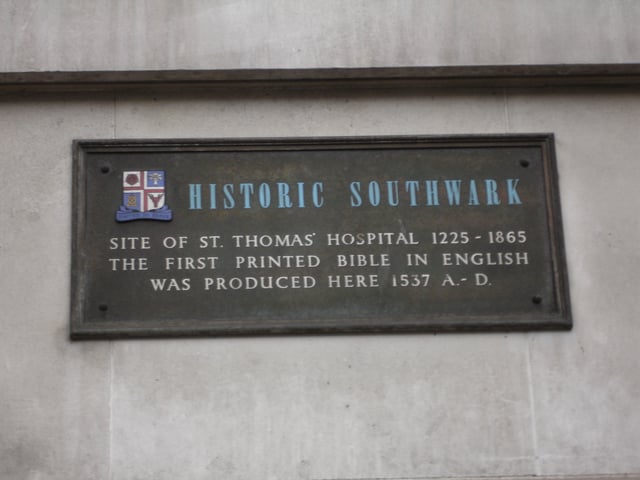 HISTORIC SOUTHWARK
SITE OF ST. THOMAS' HOSPITAL 1225 - 1865
THE FIRST PRINTED BIBLE IN ENGLISH
WAS PRODUCED HERE 1537 A.- D.